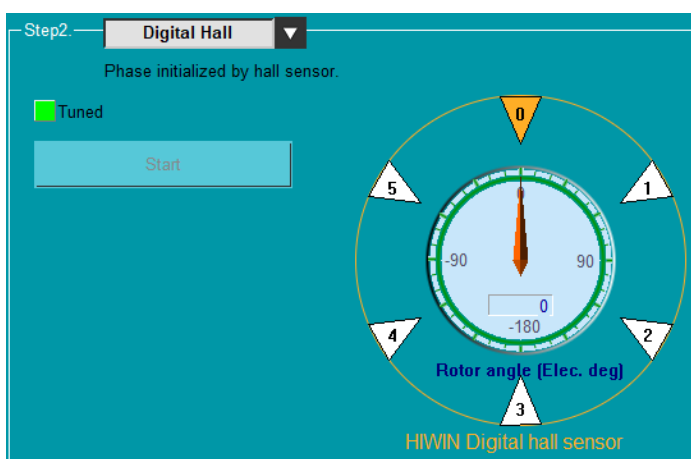 Step2. Digital Hall
Phase initialized by hall sensor.
Tuned
Start
0
5
1
0
-90
90
0
-180
4
2
Rotor angle (Elec. deg)
3
HIWIN Digital hall sensor